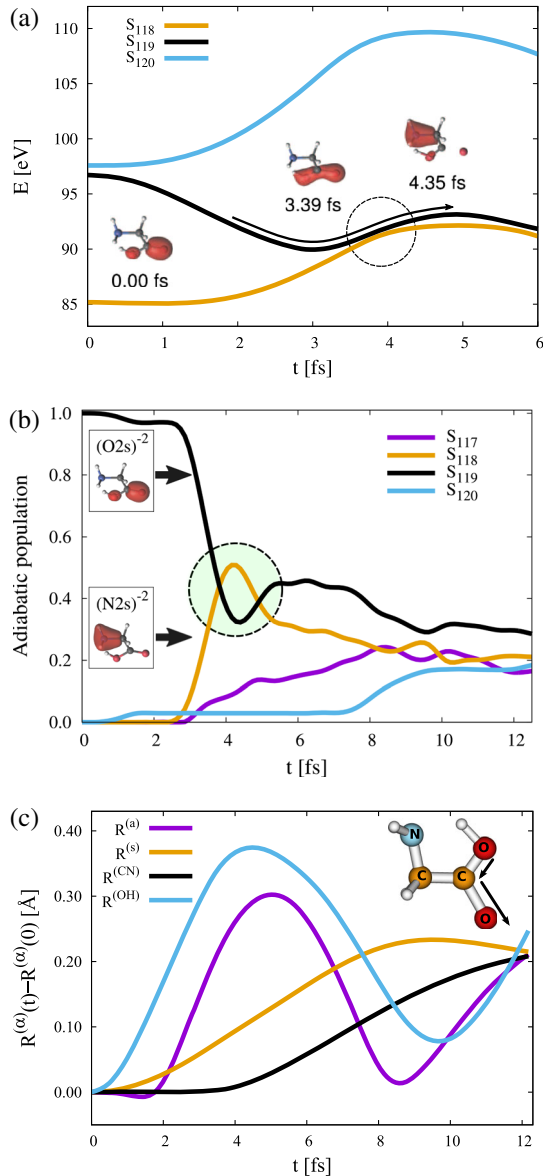 (a)
S118
S119
S120
E [eV]
110
105
100
95
90
85
0.00 fs
3.39 fs
4.35 fs
0 1 2 3 4 5 6
t [fs]
(b)
(O2s)-2
(N2s)-2
S117
S118
S119
S120
Adiabatic population
1.0
0.8
0.6
0.4
0.2
0.0
0 2 4 6 8 10 12
t [fs]
(c)
R(a)
R(s)
R(CN)
R(OH)
N
O
C C
O
R(α)(t)−R(α)(0) [Å]
0.40
0.30
0.20
0.10
0.00
0 2 4 6 8 10 12
t [fs]